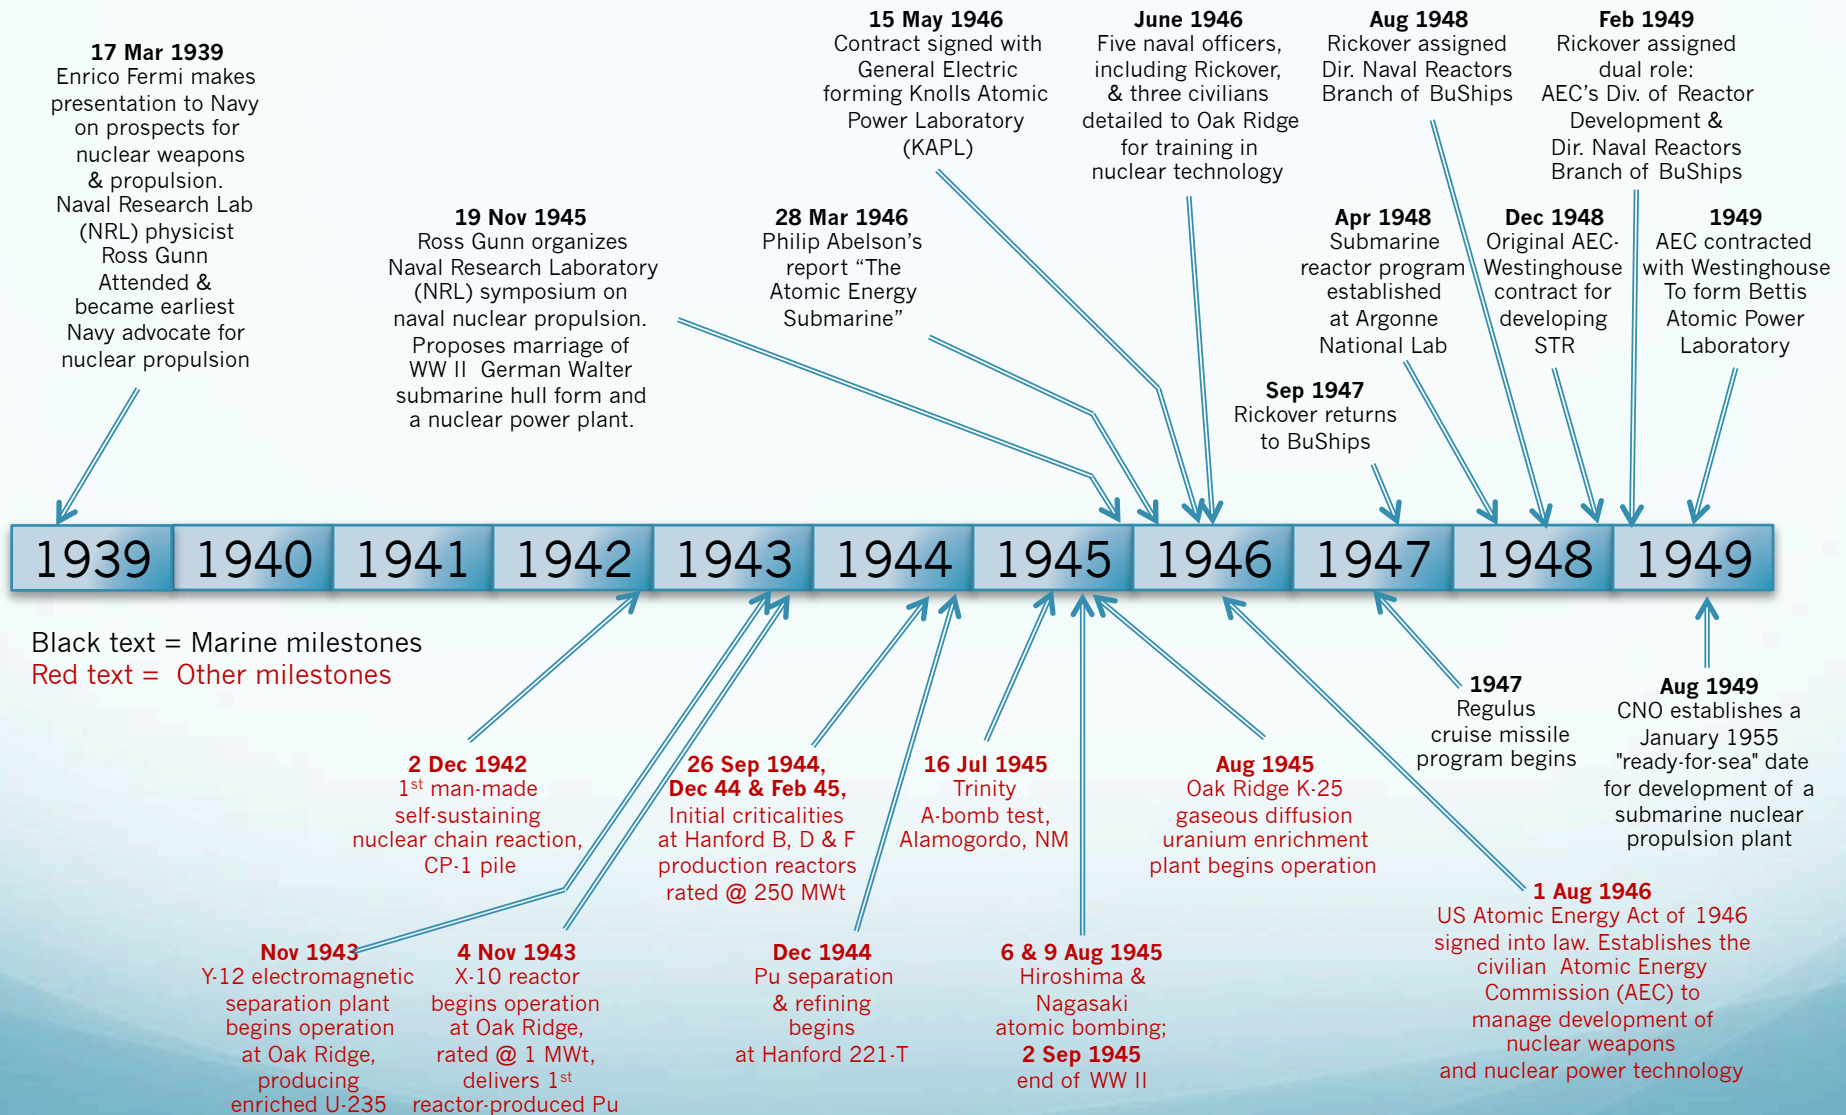 17 Mar 1939
Enrico Fermi makes
presentation to Navy
on prospects for
nuclear weapons
& propulsion.
Naval Research Lab
(NRL) physicist
Ross Gunn
Attended &
became earliest
Navy advocate for
nuclear propulsion
19 Nov 1945
Ross Gunn organizes
Naval Research Laboratory
(NRL) symposium on
naval nuclear propulsion.
Proposes marriage of
WW II German Walter
submarine hull form and
a nuclear power plant.
28 Mar 1946
Philip Abelson’s
report “The
Atomic Energy
Submarine”
15 May 1946
Contract signed with
General Electric
forming Knolls Atomic
Power Laboratory
(KAPL)
June 1946
Five naval officers,
including Rickover,
& three civilians
detailed to Oak Ridge
for training in
nuclear technology
Sep 1947
Rickover returns
to BuShips
Apr 1948
Submarine
reactor program
established
at Argonne
National Lab
Aug 1948
Rickover assigned
Dir. Naval Reactors
Branch of BuShips
Dec 1948
Original AEC-
Westinghouse
contract for
developing
STR
Feb 1949
Rickover assigned
dual role:
AEC’s Div. of Reactor
Development &
Dir. Naval Reactors
Branch of BuShips
1949
AEC contracted
with Westinghouse
To form Bettis
Atomic Power
Laboratory
1939 1940 1941 1942 1943 1944 1945 1946 1947 1948 1949
Black text = Marine milestones
Red text = Other milestones
2 Dec 1942
1st man-made
self-sustaining
nuclear chain reaction,
CP-1 pile
Nov 1943
Y-12 electromagnetic
separation plant
begins operation
at Oak Ridge,
producing
enriched U-235
4 Nov 1943
X-10 reactor
begins operation
at Oak Ridge,
rated @ 1 MWt,
delivers 1st
reactor-produced Pu
26 Sep 1944,
Dec 44 & Feb 45,
Initial criticalities
at Hanford B, D & F
production reactors
rated @ 250 MWt
Dec 1944
Pu separation
& refining
begins
at Hanford 221-T
16 Jul 1945
Trinity
A-bomb test,
Alamogordo, NM
6 & 9 Aug 1945
Hiroshima &
Nagasaki
atomic bombing;
2 Sep 1945
end of WW II
Aug 1945
Oak Ridge K-25
gaseous diffusion
uranium enrichment
plant begins operation
1 Aug 1946
US Atomic Energy Act of 1946
signed into law. Establishes the
civilian Atomic Energy
Commission (AEC) to
manage development of
nuclear weapons
and nuclear power technology
1947
Regulus
cruise missile
program begins
Aug 1949
CNO establishes a
January 1955
"ready-for-sea" date
for development of a
submarine nuclear
propulsion plant